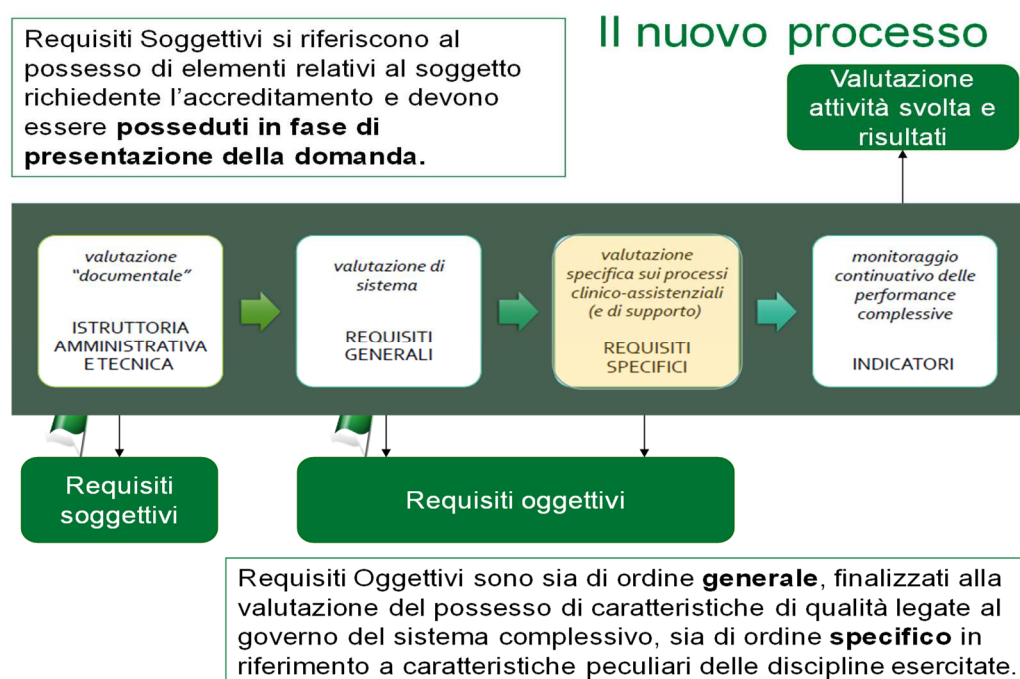 Il nuovo processo
Requisiti Soggettivi si riferiscono al
possesso di elementi relativi al soggetto
richiedente l’accreditamento e devono
essere posseduti in fase di
presentazione della domanda.
Valutazione
attività svolta e
risultati
valutazione
“documentale”
ISTRUTTORIA
AMMINISTRATIVA
E TECNICA
valutazione di
sistema
REQUISITI
GENERALI
valutazione
specifica sui processi
clinico-assistenziali
(e di supporto)
REQUISITI
SPECIFICI
monitoraggio
continuativo delle
performance
complessive
INDICATORI
Requisiti
soggettivi
Requisiti oggettivi
Requisiti Oggettivi sono sia di ordine generale, finalizzati alla
valutazione del possesso di caratteristiche di qualità legate al
governo del sistema complessivo, sia di ordine specifico in
riferimento a caratteristiche peculiari delle discipline esercitate.